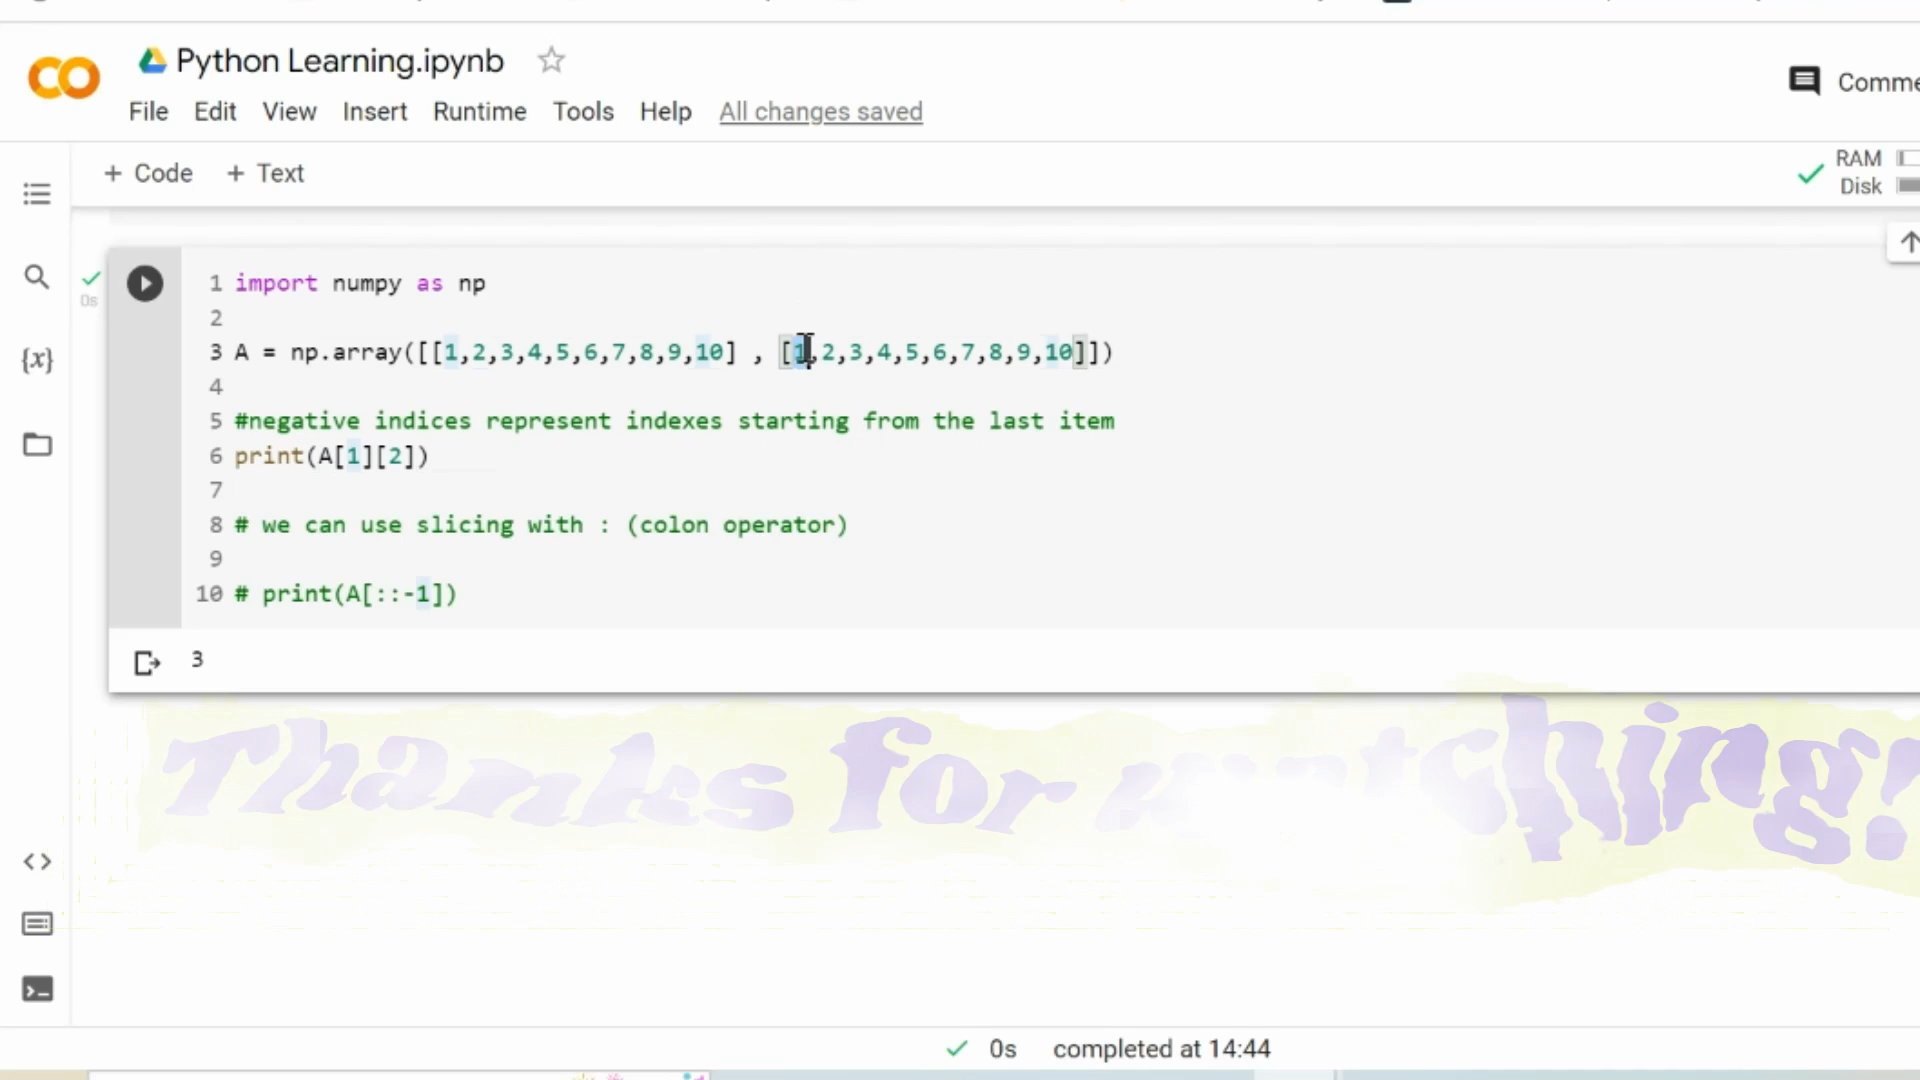 Python Learning.ipynb
File Edit View Insert Runtime Tools Help All changes saved
+ Code + Text
RAM
Disk
0s
1 import numpy as np
2
3 A = np.array([[1,2,3,4,5,6,7,8,9,10] , [1,2,3,4,5,6,7,8,9,10]])
4
5 #negative indices represent indexes starting from the last item
6 print(A[1][2])
7
8 # we can use slicing with : (colon operator)
9
10 # print(A[::-1])
3
Thanks for watching!
0s completed at 14:44